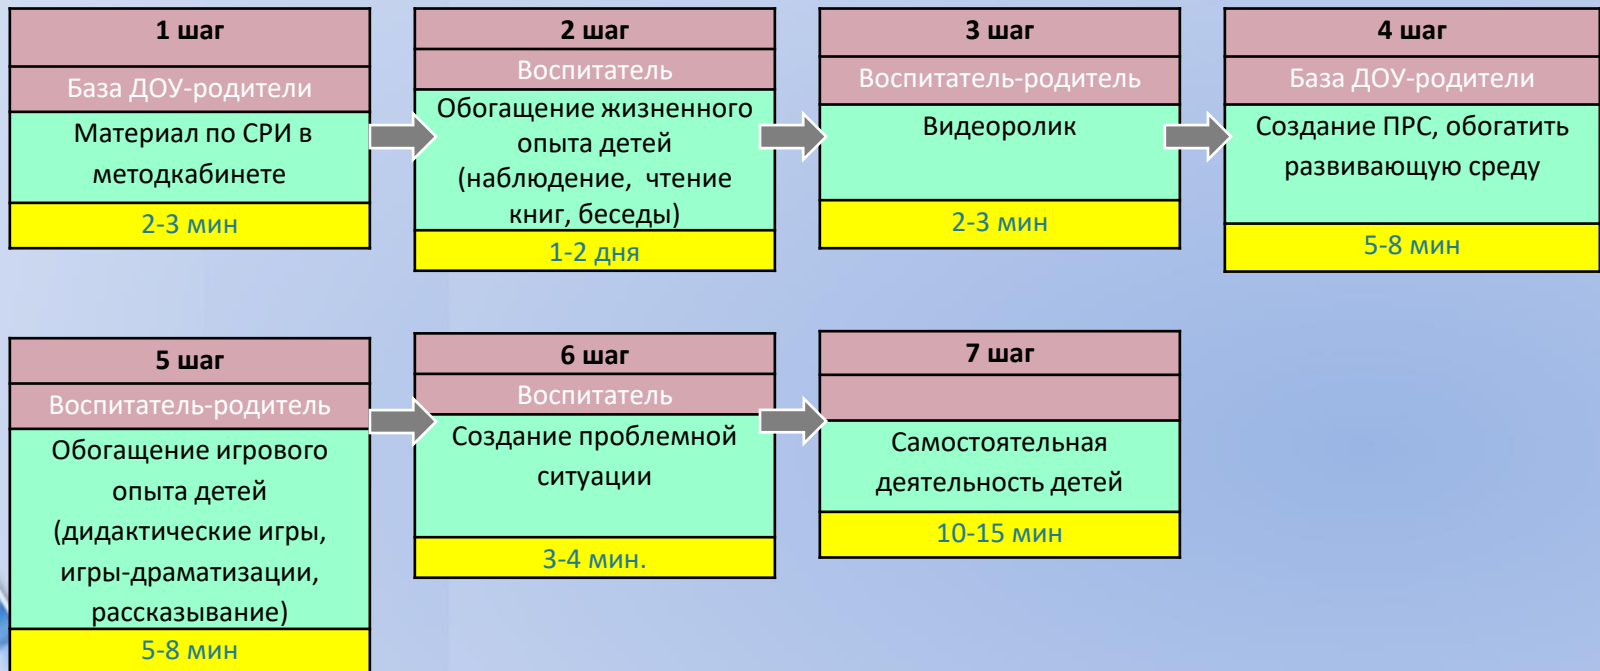 1 шаг
База ДОУ-родители
Материал по СРИ в
методкабинете
2-3 мин
2 шаг
Воспитатель
Обогащение жизненного
опыта детей
(наблюдение, чтение
книг, беседы)
1-2 дня
3 шаг
Воспитатель-родитель
Видеоролик
2-3 мин
4 шаг
База ДОУ-родители
Создание ПРС, обогатить
развивающую среду
5-8 мин
5 шаг
Воспитатель-родитель
Обогащение игрового
опыта детей
(дидактические игры,
игры-драматизации,
рассказывание)
5-8 мин
6 шаг
Воспитатель
Создание проблемной
ситуации
3-4 мин.
7 шаг
Самостоятельная
деятельность детей
10-15 мин